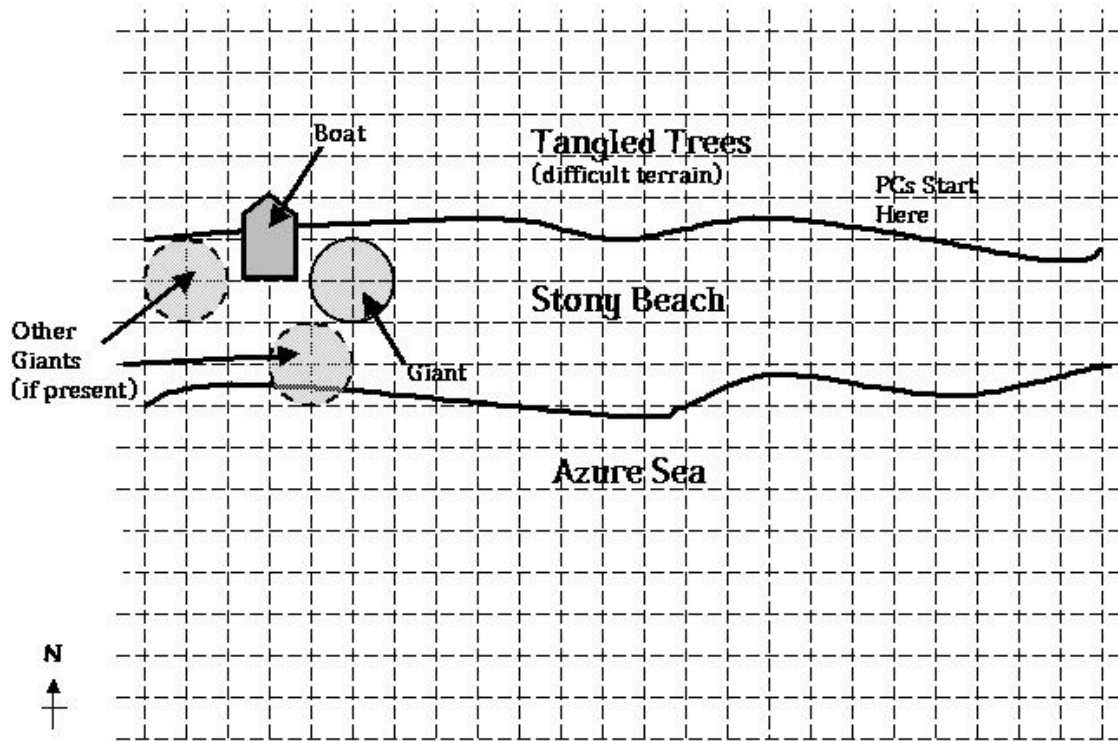 Boat
Tangled Trees
(difficult terrain)
PCs Start
Here
Stony Beach
Other
Giants
(if present)
Giant
Azure Sea
N